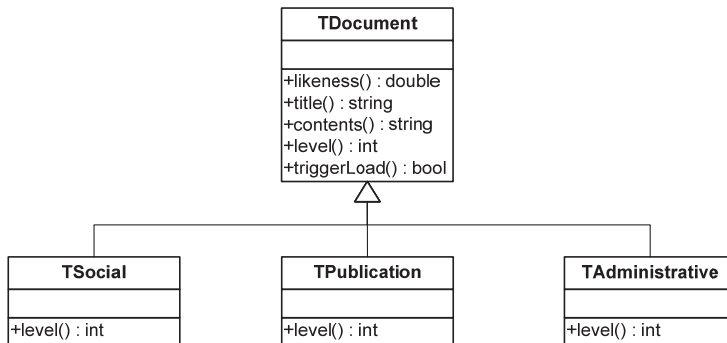 TDocument
+likeness() : double
+title() : string
+contents() : string
+level() : int
+triggerLoad() : bool
TSocial
TPublication
TAdministrative
+level() : int
+level() : int
+level() : int